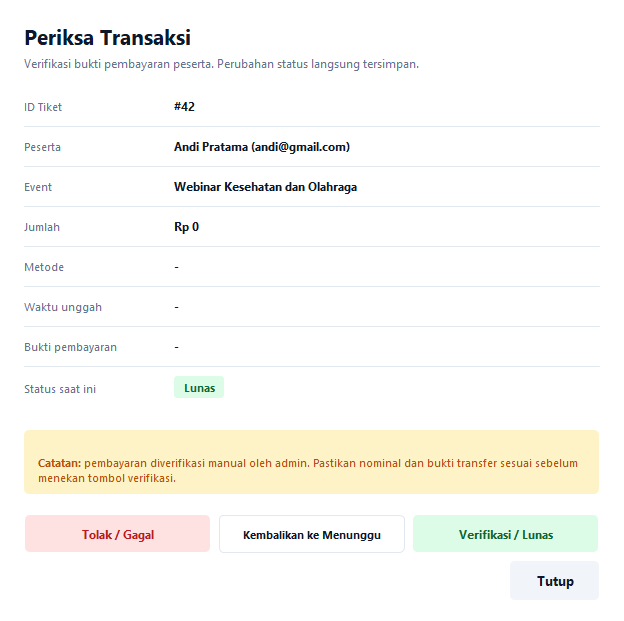 Periksa Transaksi
Verifikasi bukti pembayaran peserta. Perubahan status langsung tersimpan.
ID Tiket #42
Peserta Andi Pratama (andi@gmail.com)
Event Webinar Kesehatan dan Olahraga
Jumlah Rp 0
Metode -
Waktu unggah -
Bukti pembayaran -
Status saat ini Lunas
Catatan: pembayaran diverifikasi manual oleh admin. Pastikan nominal dan bukti transfer sesuai sebelum
menekan tombol verifikasi.
Tolak / Gagal Kembalikan ke Menunggu Verifikasi / Lunas
Tutup